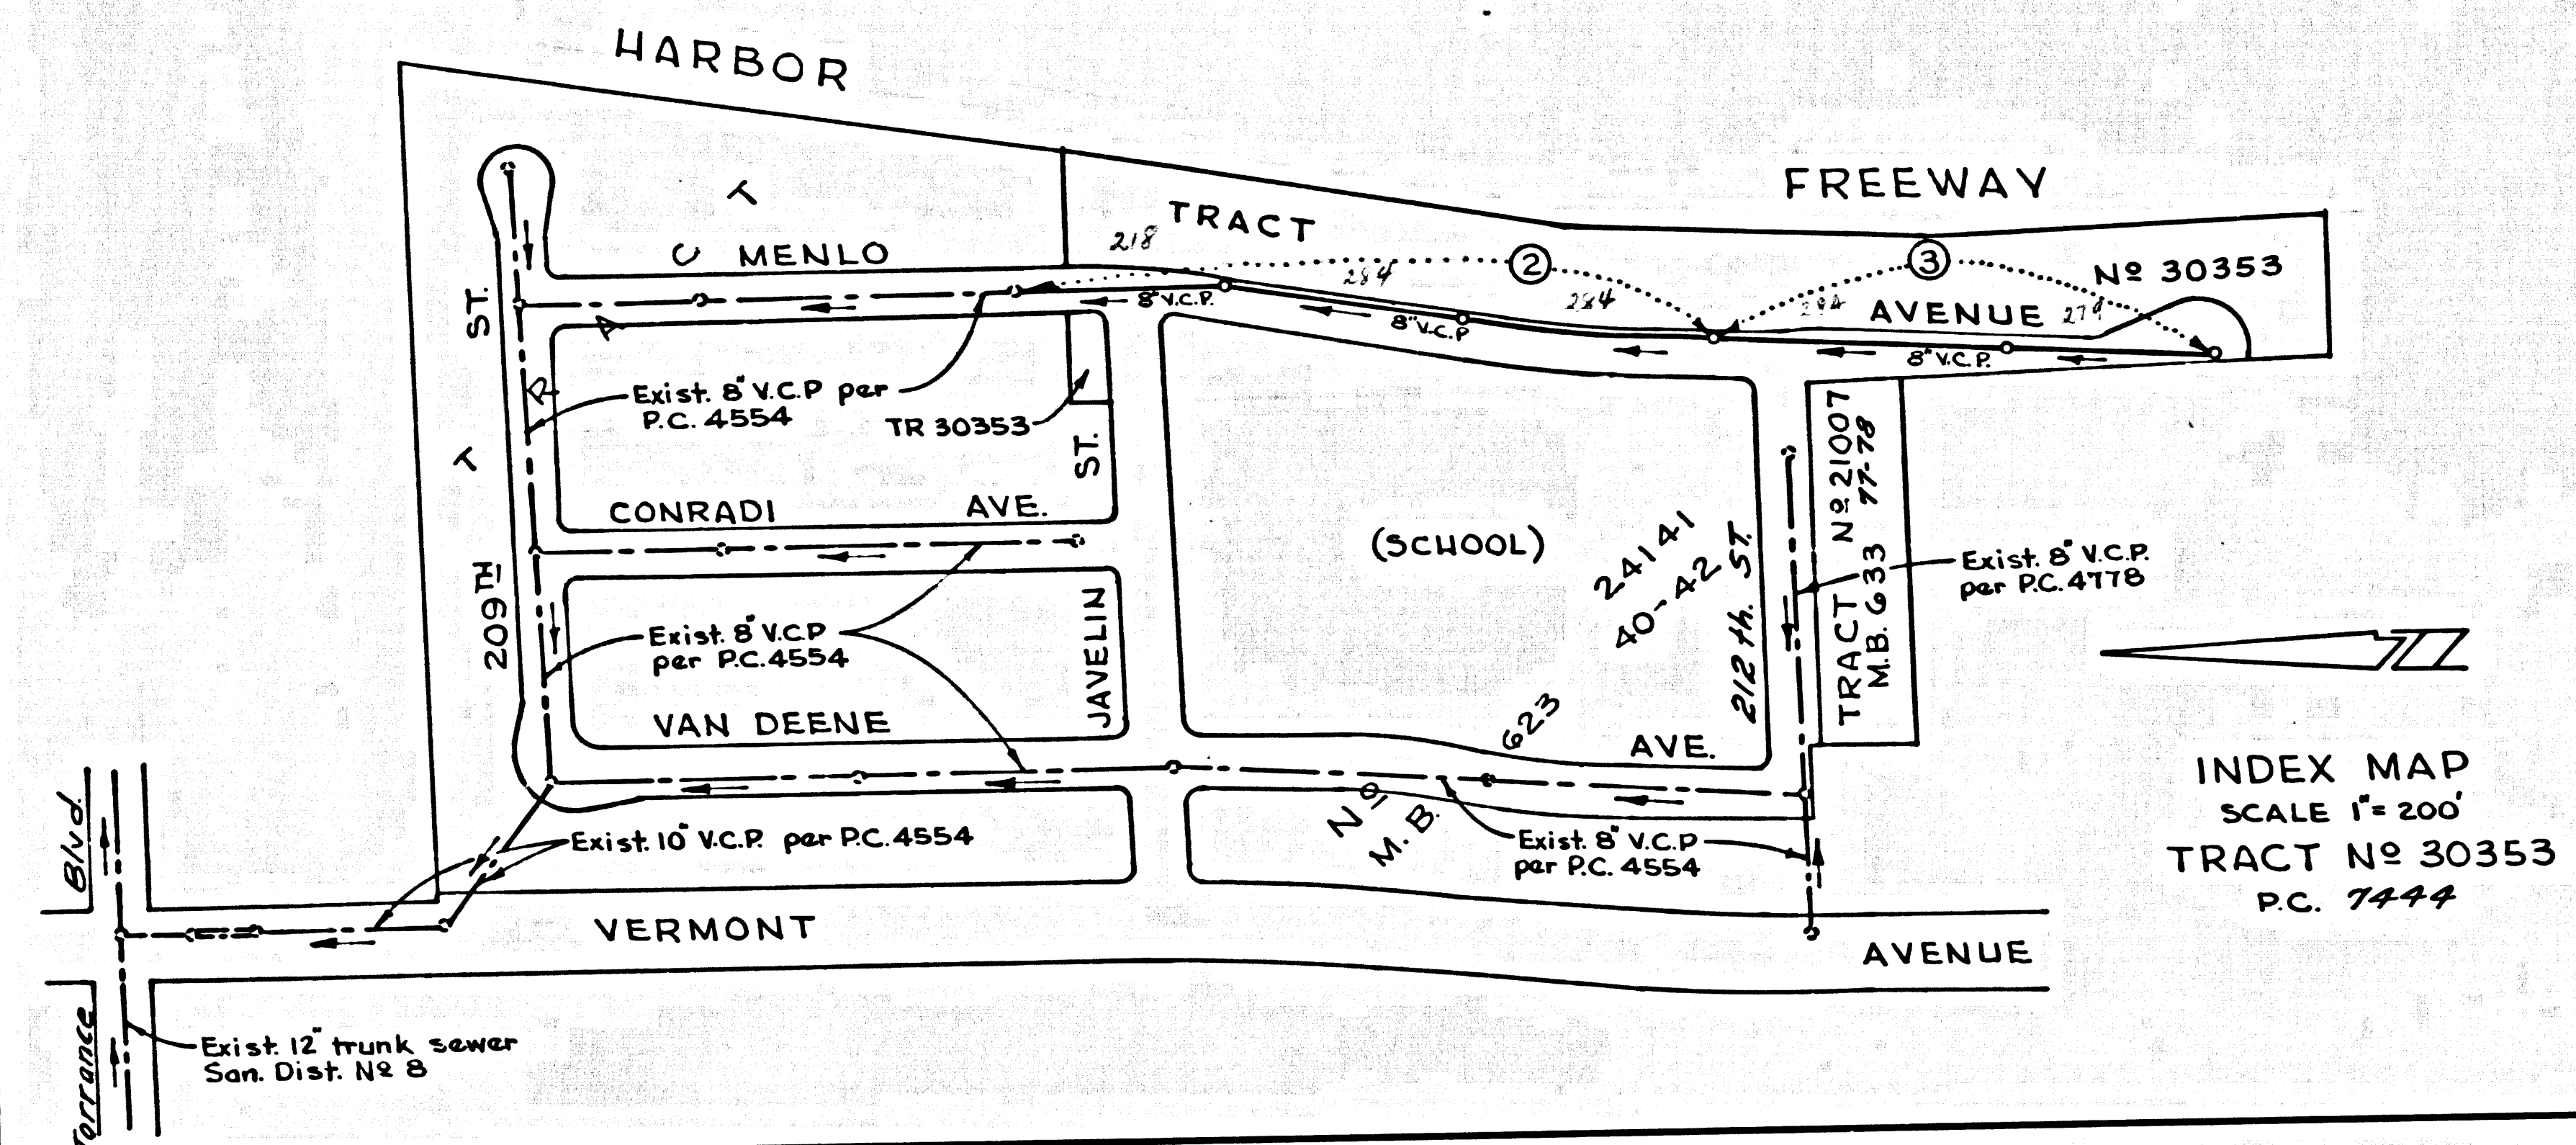 HARBOR
FREEWAY
TRACT
218
284
2
284
3
Nº 30353
294
AVENUE
279
MENLO
8" V.C.P.
8" V.C.P
8" V.C.P.
ST.
Exist. 8" V.C.P per
P.C. 4554
TR 30353
ST.
CONRADI AVE.
(SCHOOL)
24141
40-42
212 th. ST.
TRACT Nº 21007
M.B. 633 77-78
Exist. 8" V.C.P.
per P.C. 4778
209TH
Exist. 8" V.C.P
per P.C. 4554
JAVELIN
VAN DEENE
623
AVE.
Nº
M.B.
INDEX MAP
SCALE 1" = 200'
TRACT Nº 30353
P.C. 7444
Blvd.
Exist. 10" V.C.P. per P.C. 4554
Exist. 8" V.C.P
per P.C. 4554
VERMONT
AVENUE
Torrance
Exist. 12" trunk sewer
San. Dist. Nº 8